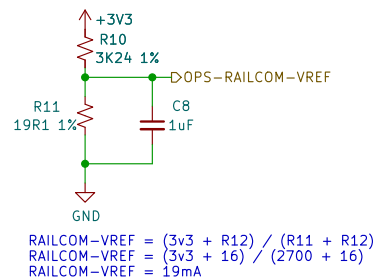 +3V3
R10
3K24 1%
OPS-RAILCOM-VREF
R11
19R1 1%
C8
1uF
GND
RAILCOM-VREF = (3v3 + R12) / (R11 + R12)
RAILCOM-VREF = (3v3 + 16) / (2700 + 16)
RAILCOM-VREF = 19mA